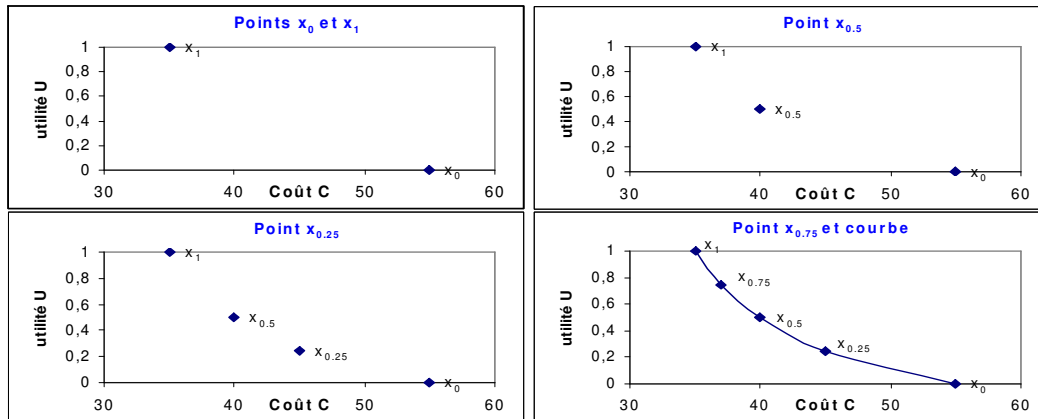 Points x0 et x1
utilité U
1
0,8
0,6
0,4
0,2
0
x1
x0
30
40
50
60
Coût C
Point x0.5
utilité U
1
0,8
0,6
0,4
0,2
0
x1
x0.5
x0
30
40
50
60
Coût C
Point x0.25
utilité U
1
0,8
0,6
0,4
0,2
0
x1
x0.5
x0.25
x0
30
40
50
60
Coût C
Point x0.75 et courbe
utilité U
1
0,8
0,6
0,4
0,2
0
x1
x0.75
x0.5
x0.25
x0
30
40
50
60
Coût C